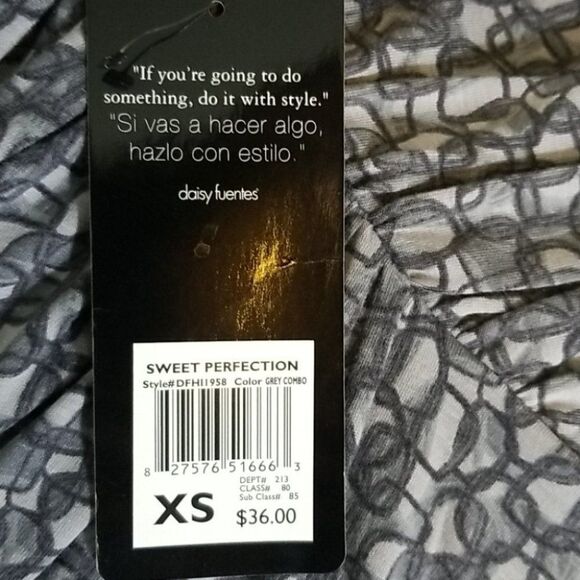 "If you're going to do
something, do it with style."
"Si vas a hacer algo,
hazlo con estilo."
daisy fuentes
SWEET PERFECTION
Style# DFH11958 Color GREY COMBO
8 27576 51666 3
DEPT# 213
CLASS# 80
Sub Class# 85
XS $36.00